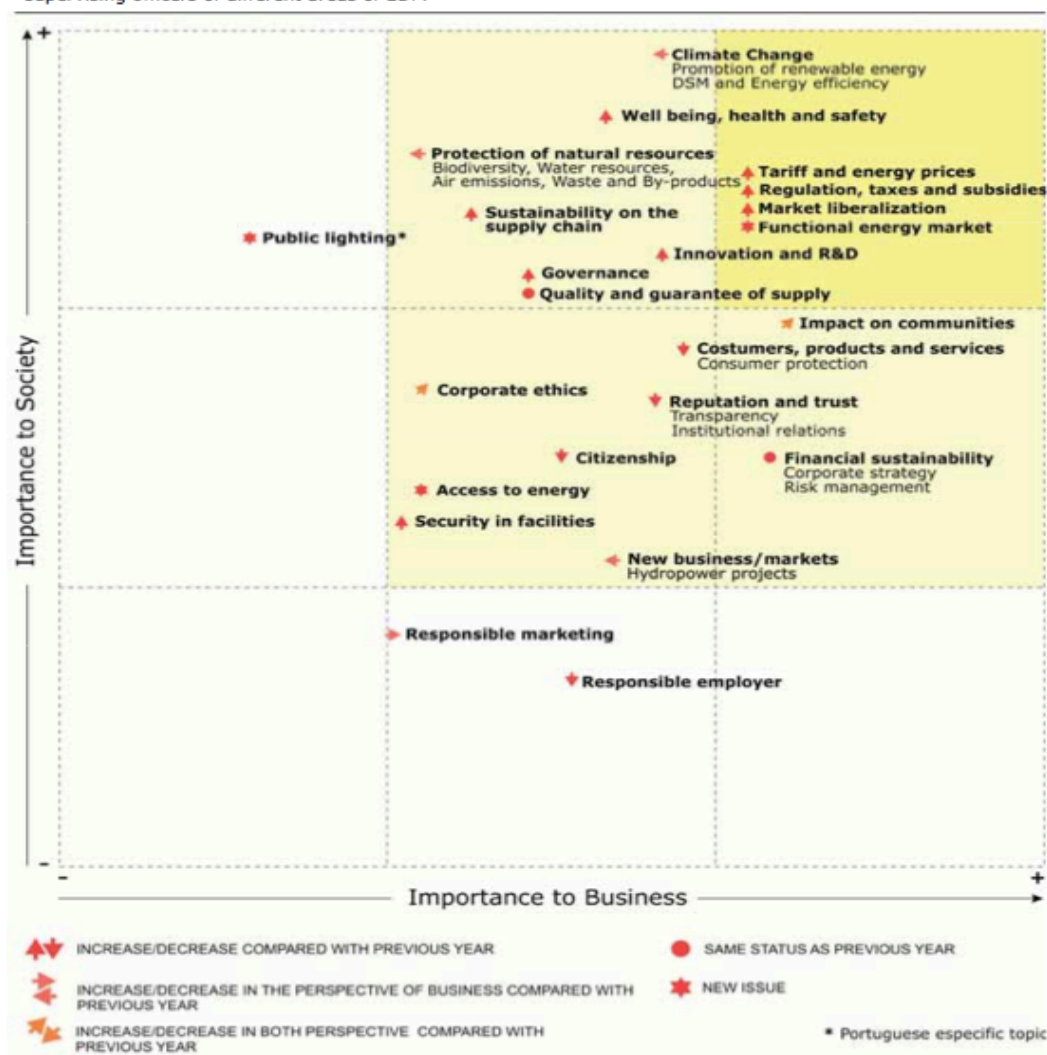 +
Climate Change
Promotion of renewable energy
DSM and Energy efficiency
Well being, health and safety
Protection of natural resources
Biodiversity, Water resources,
Air emissions, Waste and By-products
Tariff and energy prices
Regulation, taxes and subsidies
Market liberalization
Functional energy market
Sustainability on the
supply chain
Public lighting*
Innovation and R&D
Governance
Quality and guarantee of supply
Impact on communities
Costumers, products and services
Consumer protection
Corporate ethics
Reputation and trust
Transparency
Institutional relations
Citizenship
Financial sustainability
Corporate strategy
Risk management
Access to energy
Security in facilities
New business/markets
Hydropower projects
Responsible marketing
Responsible employer
Importance to Society
-
-
+
Importance to Business
INCREASE/DECREASE COMPARED WITH PREVIOUS YEAR
SAME STATUS AS PREVIOUS YEAR
INCREASE/DECREASE IN THE PERSPECTIVE OF BUSINESS COMPARED WITH
PREVIOUS YEAR
NEW ISSUE
INCREASE/DECREASE IN BOTH PERSPECTIVE COMPARED WITH
PREVIOUS YEAR
* Portuguese especific topic